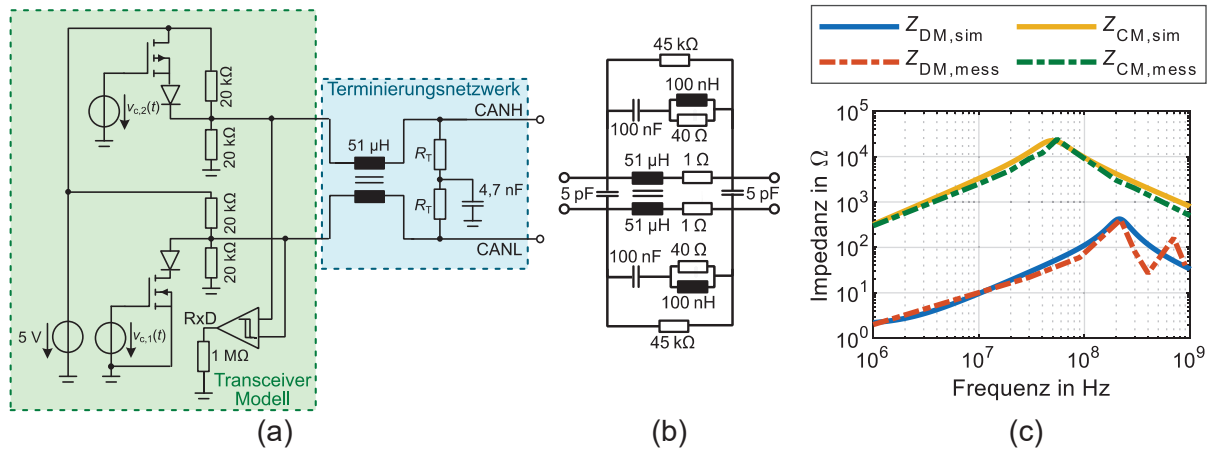 20 kΩ
v_c,2(t)
20 kΩ
20 kΩ
20 kΩ
RxD
v_c,1(t)
5 V
1 MΩ
Transceiver
Modell
Terminierungsnetzwerk
CANH
51 µH
R_T
4,7 nF
R_T
CANL
(a)
45 kΩ
100 nH
100 nF
40 Ω
51 µH
1 Ω
5 pF
5 pF
51 µH
1 Ω
40 Ω
100 nF
100 nH
45 kΩ
(b)
Z_DM,sim
Z_CM,sim
Z_DM,mess
Z_CM,mess
Impedanz in Ω
10^5
10^4
10^3
10^2
10^1
10^0
10^6
10^7
10^8
10^9
Frequenz in Hz
(c)